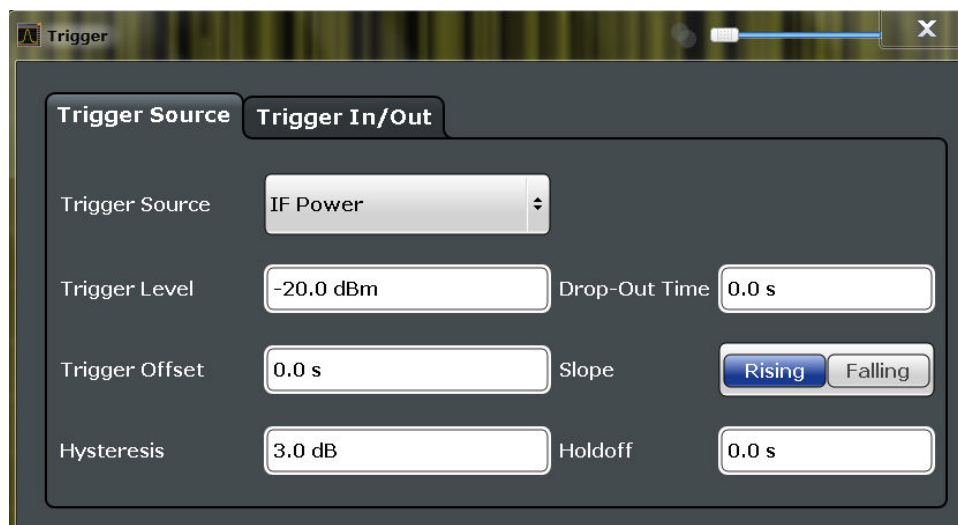 Trigger
X
Trigger Source Trigger In/Out
Trigger Source IF Power
Trigger Level -20.0 dBm Drop-Out Time 0.0 s
Trigger Offset 0.0 s Slope Rising Falling
Hysteresis 3.0 dB Holdoff 0.0 s